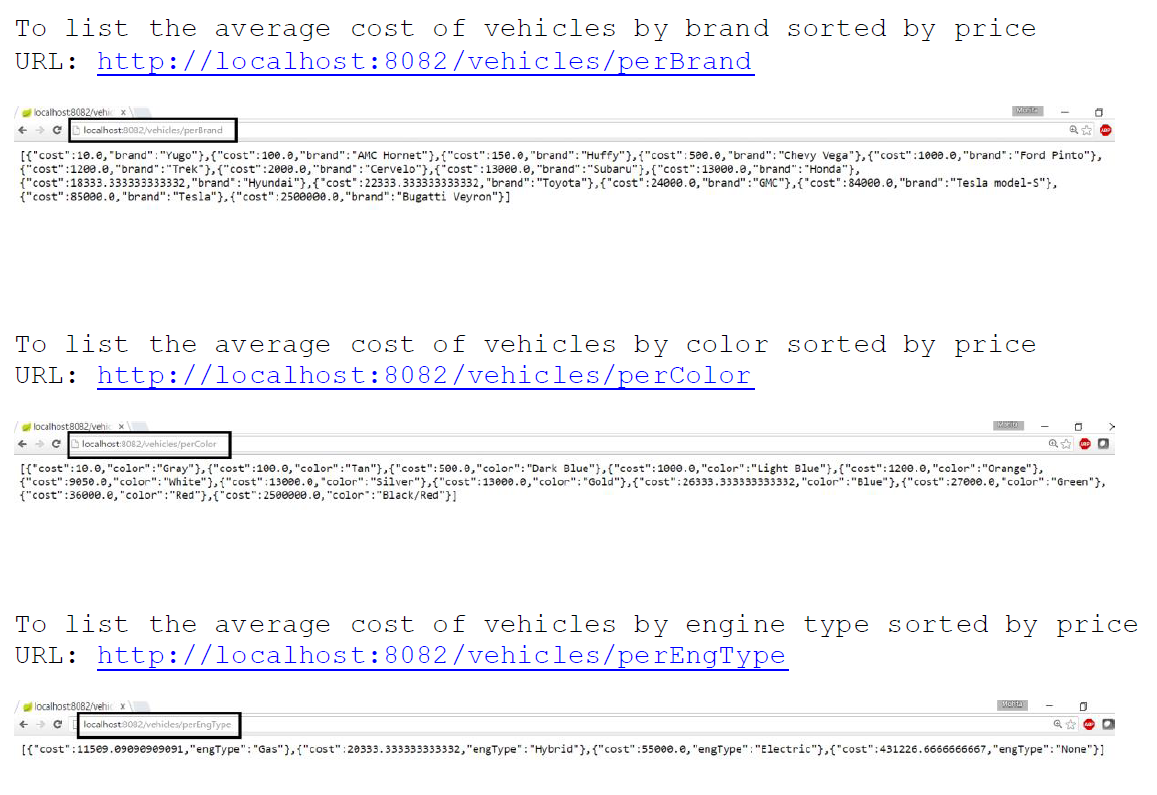 To list the average cost of vehicles by brand sorted by price
URL: http://localhost:8082/vehicles/perBrand
localhost:8082/vehi x
localhost:8082/vehicles/perBrand
ABP
[{"cost":10.0,"brand":"Yugo"},{"cost":100.0,"brand":"AMC Hornet"},{"cost":150.0,"brand":"Huffy"},{"cost":500.0,"brand":"Chevy Vega"},{"cost":1000.0,"brand":"Ford Pinto"},
{"cost":1200.0,"brand":"Trek"},{"cost":2000.0,"brand":"Cervelo"},{"cost":13000.0,"brand":"Subaru"},{"cost":13000.0,"brand":"Honda"},
{"cost":18333.333333333332,"brand":"Hyundai"},{"cost":22333.333333333332,"brand":"Toyota"},{"cost":24000.0,"brand":"GMC"},{"cost":84000.0,"brand":"Tesla model-S"},
{"cost":85000.0,"brand":"Tesla"},{"cost":2500000.0,"brand":"Bugatti Veyron"}]
To list the average cost of vehicles by color sorted by price
URL: http://localhost:8082/vehicles/perColor
localhost:8082/vehi x
localhost:8082/vehicles/perColor
ABP
[{"cost":10.0,"color":"Gray"},{"cost":100.0,"color":"Tan"},{"cost":500.0,"color":"Dark Blue"},{"cost":1000.0,"color":"Light Blue"},{"cost":1200.0,"color":"Orange"},
{"cost":9050.0,"color":"White"},{"cost":13000.0,"color":"Silver"},{"cost":13000.0,"color":"Gold"},{"cost":26333.333333333332,"color":"Blue"},{"cost":27000.0,"color":"Green"},
{"cost":36000.0,"color":"Red"},{"cost":2500000.0,"color":"Black/Red"}]
To list the average cost of vehicles by engine type sorted by price
URL: http://localhost:8082/vehicles/perEngType
localhost:8082/vehi x
localhost:8082/vehicles/perEngType
ABP
[{"cost":11509.09090909091,"engType":"Gas"},{"cost":20333.333333333332,"engType":"Hybrid"},{"cost":55000.0,"engType":"Electric"},{"cost":431226.6666666667,"engType":"None"}]